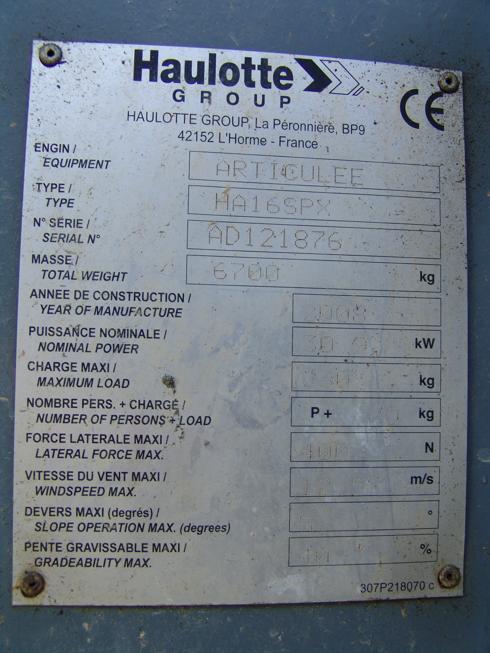 Haulotte
GROUP
CE
HAULOTTE GROUP, La Péronnière, BP9
42152 L'Horme - France
ENGIN / ARTICULEE
EQUIPMENT
TYPE / HA16SPX
TYPE
N° SERIE / AD121876
SERIAL N°
MASSE / 6700 kg
TOTAL WEIGHT
ANNEE DE CONSTRUCTION / 2008
YEAR OF MANUFACTURE
PUISSANCE NOMINALE / kW
NOMINAL POWER
CHARGE MAXI / kg
MAXIMUM LOAD
NOMBRE PERS. + CHARGE / P + kg
NUMBER OF PERSONS + LOAD
FORCE LATERALE MAXI / 400 N
LATERAL FORCE MAX.
VITESSE DU VENT MAXI / m/s
WINDSPEED MAX.
DEVERS MAXI (degrés) / °
SLOPE OPERATION MAX. (degrees)
PENTE GRAVISSABLE MAXI / %
GRADEABILITY MAX.
307P218070 c